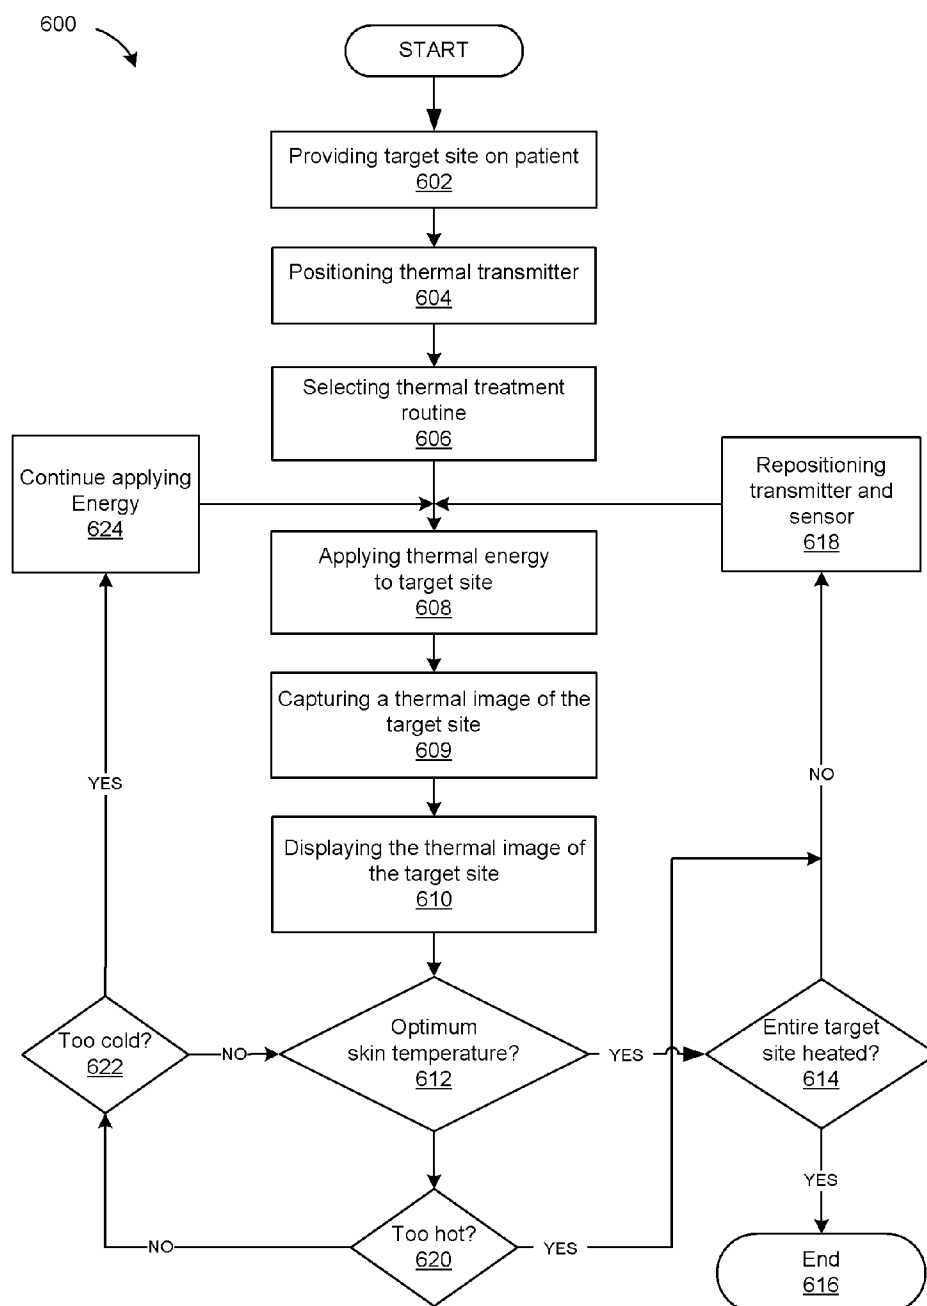 600
START
Providing target site on patient
602
Positioning thermal transmitter
604
Selecting thermal treatment
routine
606
Continue applying
Energy
624
Repositioning
transmitter and
sensor
618
Applying thermal energy
to target site
608
Capturing a thermal image of the
target site
609
YES
NO
Displaying the thermal image of
the target site
610
Too cold?
622
NO
Optimum
skin temperature?
612
YES
Entire target
site heated?
614
YES
NO
Too hot?
620
YES
End
616